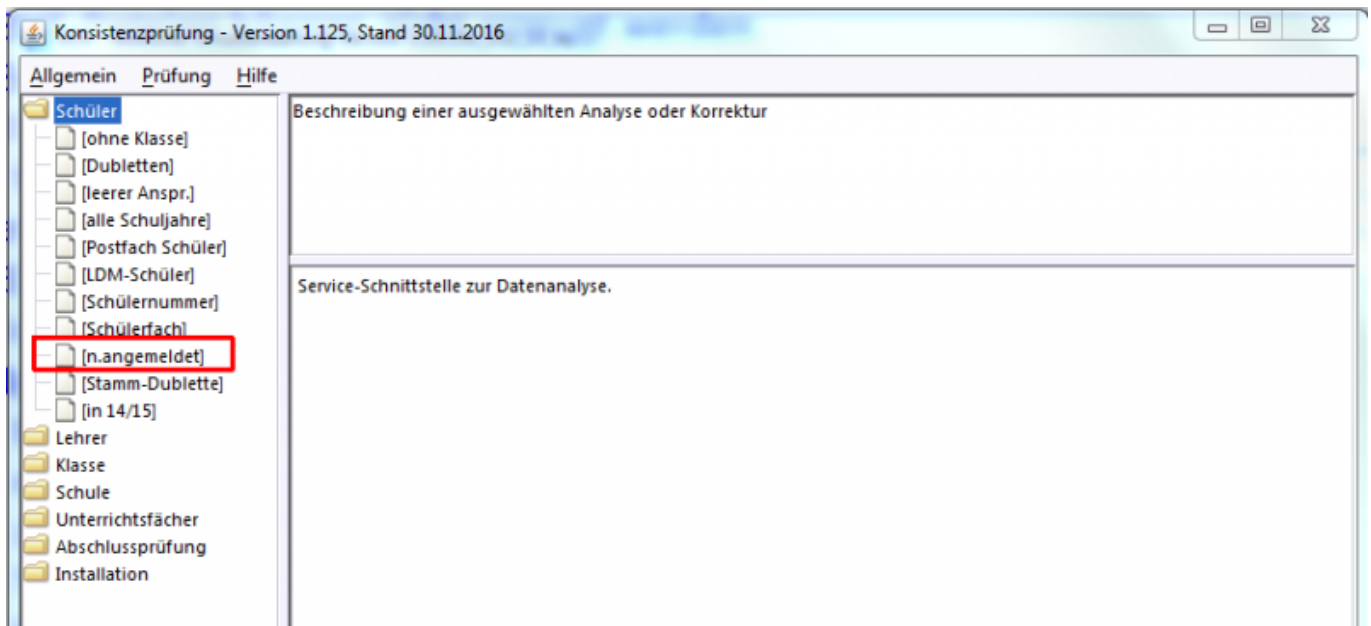 Konsistenzprüfung - Version 1.125, Stand 30.11.2016
Allgemein Prüfung Hilfe
Schüler
[ohne Klasse]
[Dubletten]
[leerer Anspr.]
[alle Schuljahre]
[Postfach Schüler]
[LDM-Schüler]
[Schülernummer]
[Schülerfach]
[n.angemeldet]
[Stamm-Dublette]
[in 14/15]
Lehrer
Klasse
Schule
Unterrichtsfächer
Abschlussprüfung
Installation
Beschreibung einer ausgewählten Analyse oder Korrektur
Service-Schnittstelle zur Datenanalyse.